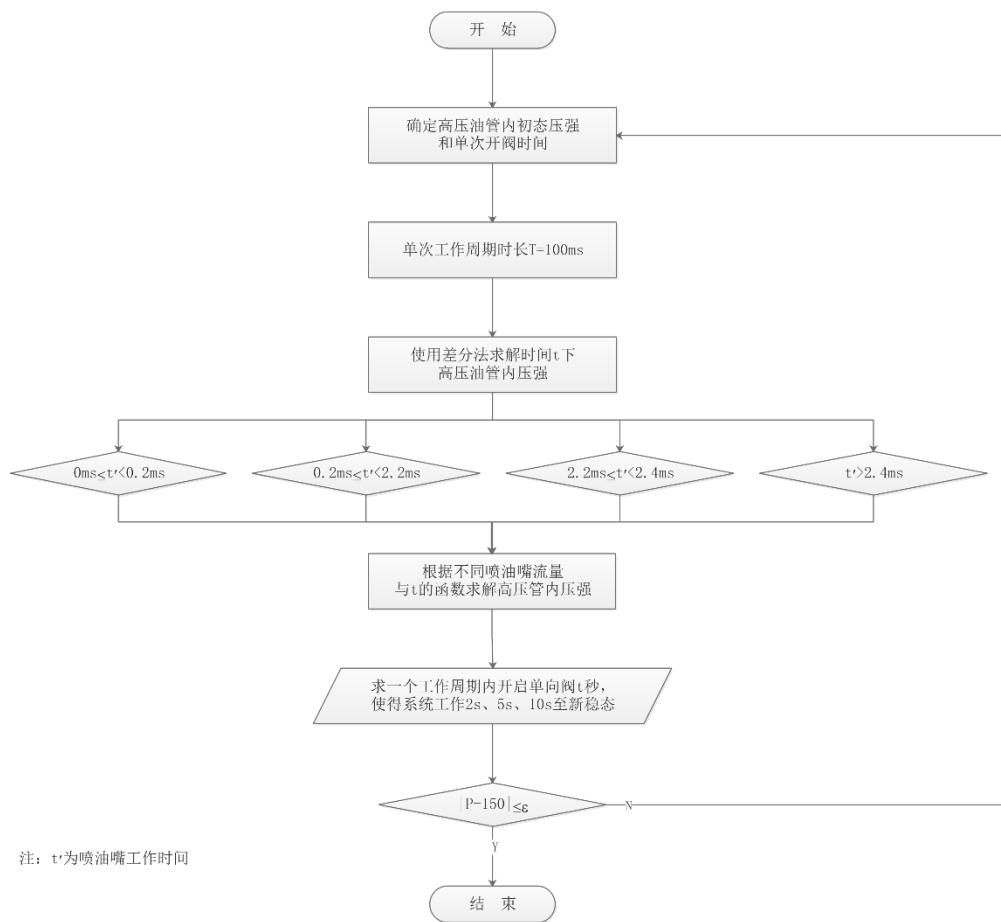 开 始
确定高压油管内初态压强
和单次开阀时间
单次工作周期时长T=100ms
使用差分法求解时间t下
高压油管内压强
0ms≤t'<0.2ms
0.2ms≤t'<2.2ms
2.2ms≤t'<2.4ms
t'>2.4ms
根据不同喷油嘴流量
与t的函数求解高压管内压强
求一个工作周期内开启单向阀t秒，
使得系统工作2s、5s、10s至新稳态
|P-150|≤ε
N
Y
注：t'为喷油嘴工作时间
结 束